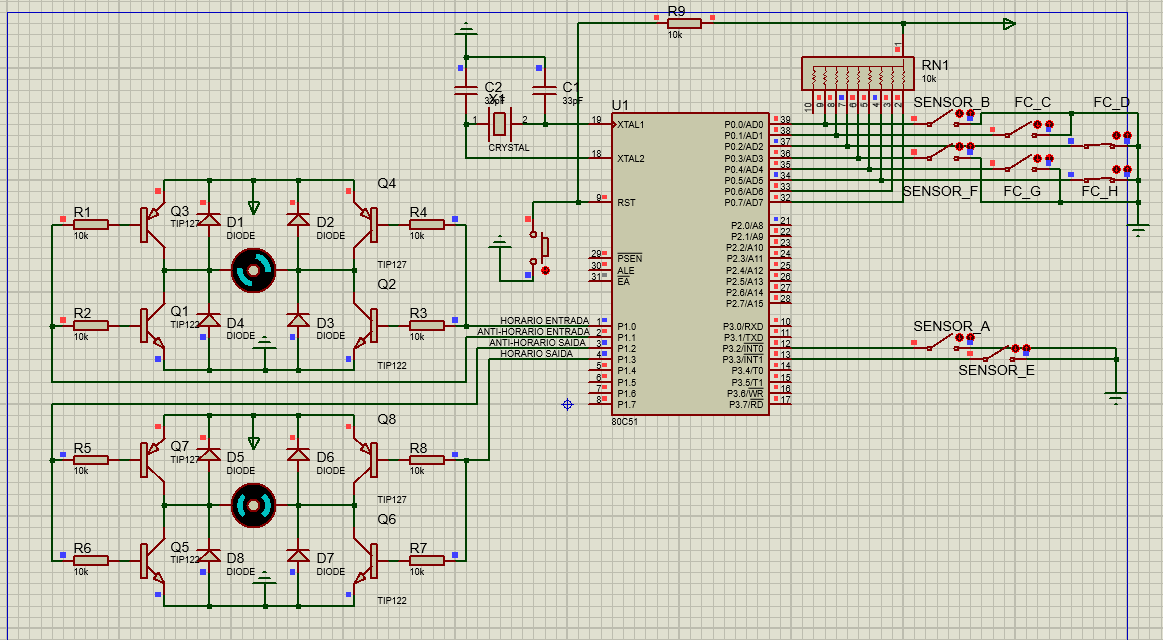 R9
10k
RN1
10k
1
10 9 8 7 6 5 4 3 2
C2
33pF
C1
33pF
X1
1 2
CRYSTAL
U1
19 XTAL1
18 XTAL2
9 RST
29 PSEN
30 ALE
31 EA
1 P1.0
2 P1.1
3 P1.2
4 P1.3
5 P1.4
6 P1.5
7 P1.6
8 P1.7
P0.0/AD0 39
P0.1/AD1 38
P0.2/AD2 37
P0.3/AD3 36
P0.4/AD4 35
P0.5/AD5 34
P0.6/AD6 33
P0.7/AD7 32
P2.0/A8 21
P2.1/A9 22
P2.2/A10 23
P2.3/A11 24
P2.4/A12 25
P2.5/A13 26
P2.6/A14 27
P2.7/A15 28
P3.0/RXD 10
P3.1/TXD 11
P3.2/INT0 12
P3.3/INT1 13
P3.4/T0 14
P3.5/T1 15
P3.6/WR 16
P3.7/RD 17
80C51
SENSOR_B FC_C FC_D
SENSOR_F FC_G FC_H
SENSOR_A
SENSOR_E
HORARIO ENTRADA
ANTI-HORARIO ENTRADA
ANTI-HORARIO SAIDA
HORARIO SAIDA
Q4
TIP127
R1
10k
Q3
TIP127
D1
DIODE
D2
DIODE
R4
10k
Q2
TIP122
R2
10k
Q1
TIP122
D4
DIODE
D3
DIODE
R3
10k
Q8
TIP127
R5
10k
Q7
TIP127
D5
DIODE
D6
DIODE
R8
10k
Q6
TIP122
R6
10k
Q5
TIP122
D8
DIODE
D7
DIODE
R7
10k